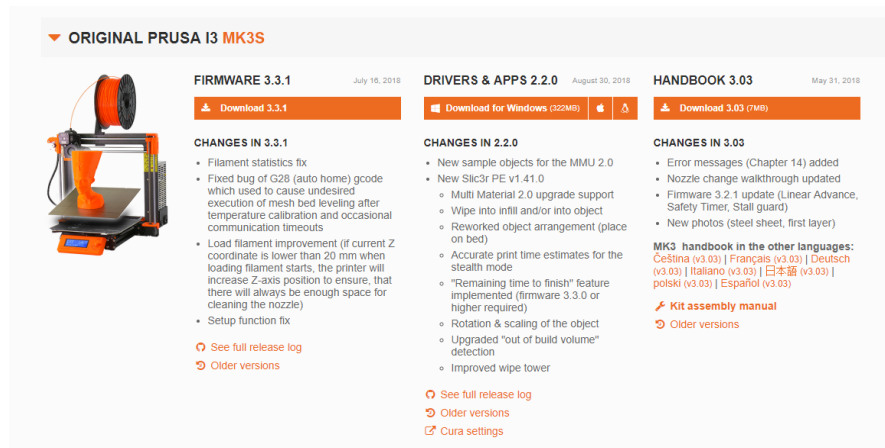 ORIGINAL PRUSA I3 MK3S
FIRMWARE 3.3.1
July 16, 2018
Download 3.3.1
CHANGES IN 3.3.1
Filament statistics fix
Fixed bug of G28 (auto home) gcode
which used to cause undesired
execution of mesh bed leveling after
temperature calibration and occasional
communication timeouts
Load filament improvement (if current Z
coordinate is lower than 20 mm when
loading filament starts, the printer will
increase Z-axis position to ensure, that
there will always be enough space for
cleaning the nozzle)
Setup function fix
See full release log
Older versions
DRIVERS & APPS 2.2.0
August 30, 2018
Download for Windows (322MB)
CHANGES IN 2.2.0
New sample objects for the MMU 2.0
New Slic3r PE v1.41.0
Multi Material 2.0 upgrade support
Wipe into infill and/or into object
Reworked object arrangement (place
on bed)
Accurate print time estimates for the
stealth mode
"Remaining time to finish" feature
implemented (firmware 3.3.0 or
higher required)
Rotation & scaling of the object
Upgraded "out of build volume"
detection
Improved wipe tower
See full release log
Older versions
Cura settings
HANDBOOK 3.03
May 31, 2018
Download 3.03 (7MB)
CHANGES IN 3.03
Error messages (Chapter 14) added
Nozzle change walkthrough updated
Firmware 3.2.1 update (Linear Advance,
Safety Timer, Stall guard)
New photos (steel sheet, first layer)
MK3 handbook in the other languages:
Čeština (v3.03) | Français (v3.03) | Deutsch
(v3.03) | Italiano (v3.03) | 日本語 (v3.03) |
polski (v3.03) | Español (v3.03)
Kit assembly manual
Older versions